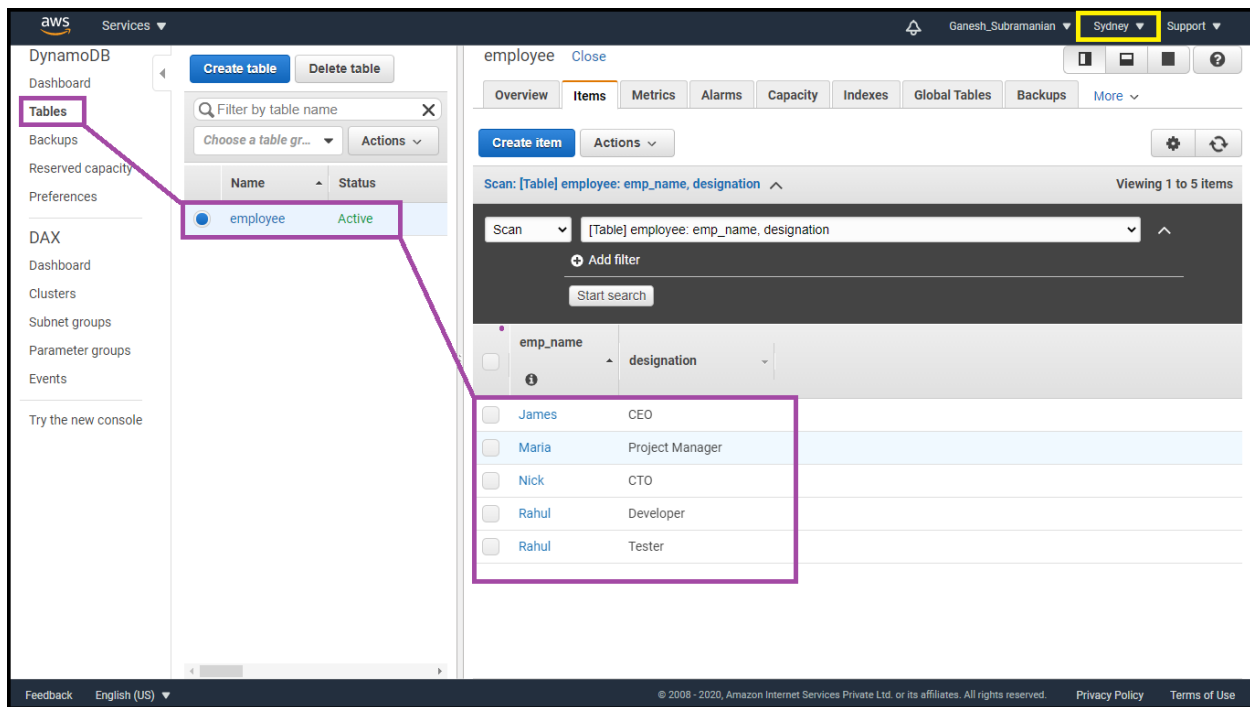 aws Services Ganesh_Subramanian Sydney Support
DynamoDB
Dashboard
Tables
Backups
Reserved capacity
Preferences
DAX
Dashboard
Clusters
Subnet groups
Parameter groups
Events
Try the new console
Create table Delete table
Filter by table name
Choose a table gr... Actions
Name Status
employee Active
employee Close
Overview Items Metrics Alarms Capacity Indexes Global Tables Backups More
Create item Actions
Scan: [Table] employee: emp_name, designation Viewing 1 to 5 items
Scan [Table] employee: emp_name, designation
Add filter
Start search
emp_name designation
James CEO
Maria Project Manager
Nick CTO
Rahul Developer
Rahul Tester
Feedback English (US) © 2008 - 2020, Amazon Internet Services Private Ltd. or its affiliates. All rights reserved. Privacy Policy Terms of Use